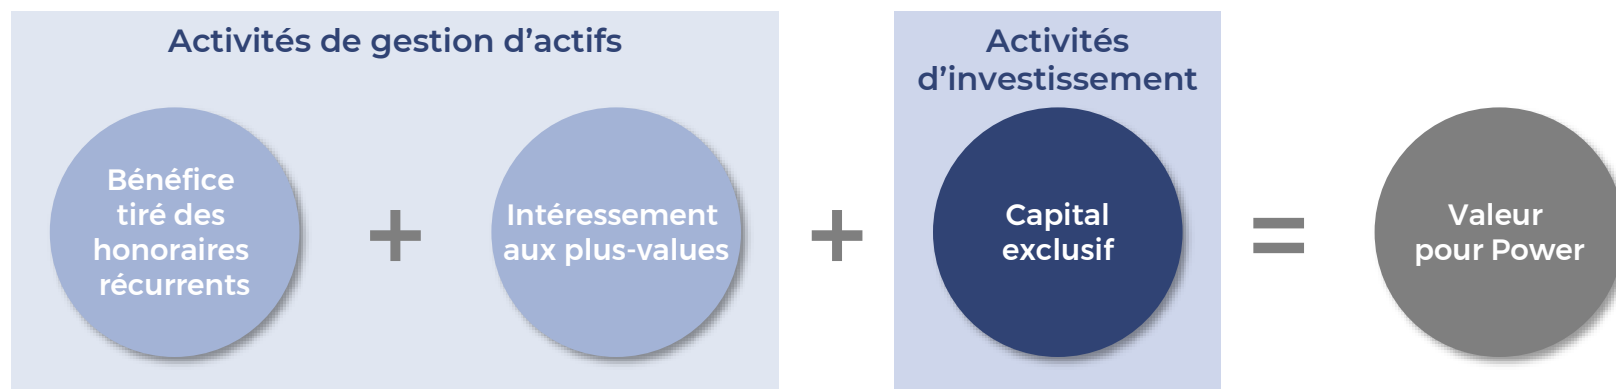 Activités de gestion d’actifs
Activités
d’investissement
Bénéfice
tiré des
honoraires
récurrents
+
Intéressement
aux plus-values
+
Capital
exclusif
=
Valeur
pour Power